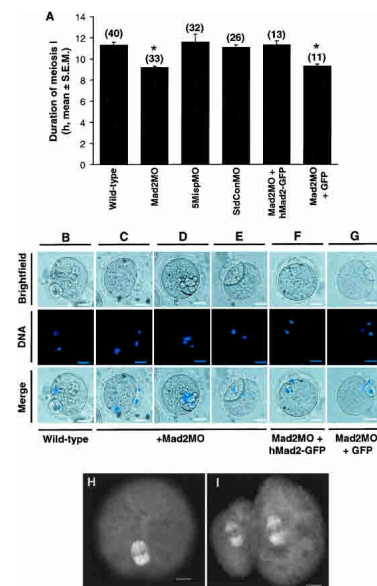 A
Duration of meiosis I
(h, mean ± S.E.M.)
14
12
10
8
6
4
2
0
(40)
*
(33)
(32)
(26)
(13)
*
(11)
Wild-type
Mad2MO
5MispMO
StdConMO
Mad2MO +
hMad2-GFP
Mad2MO
+ GFP
B C D E F G
Brightfield
DNA
Merge
Wild-type
+Mad2MO
Mad2MO +
hMad2-GFP
Mad2MO
+ GFP
H
I